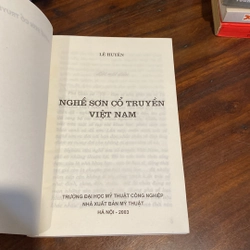 LÊ HUYÊN
NGHỀ SƠN CỔ TRUYỀN
VIỆT NAM
TRƯỜNG ĐẠI HỌC MỸ THUẬT CÔNG NGHIỆP
NHÀ XUẤT BẢN MỸ THUẬT
HÀ NỘI - 2003